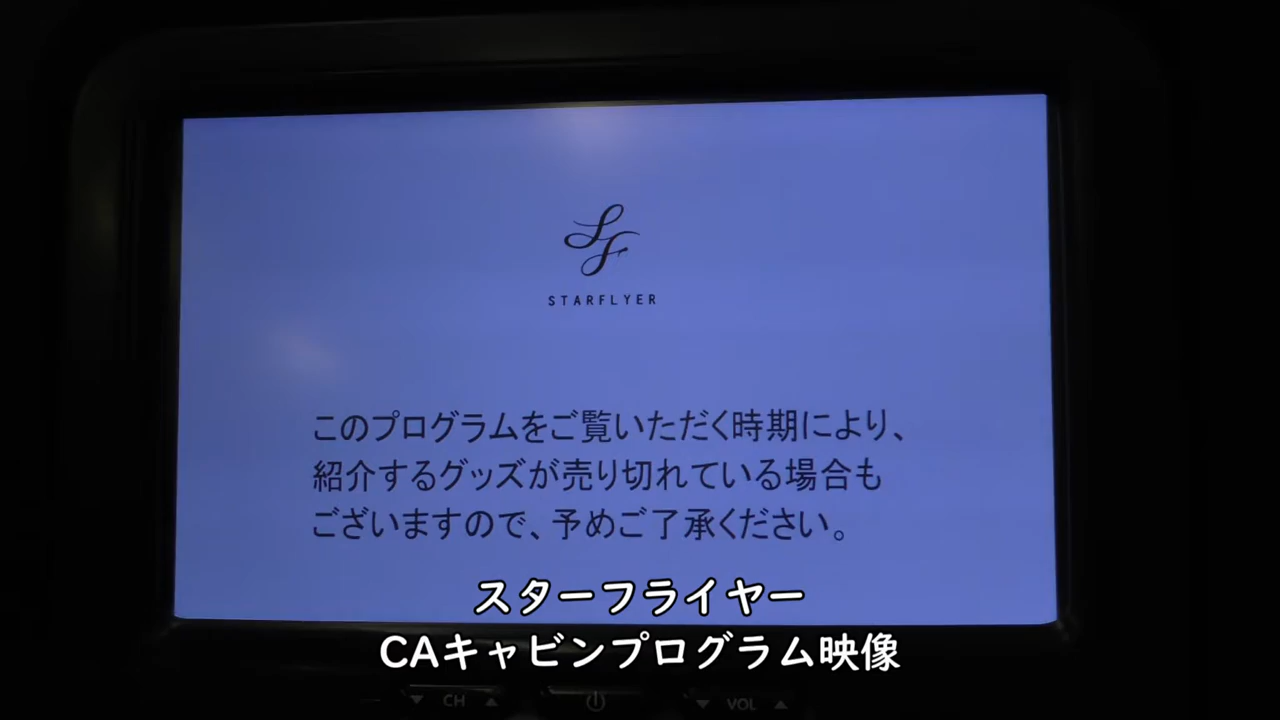 SF
STARFLYER
このプログラムをご覧いただく時期により、
紹介するグッズが売り切れている場合も
ございますので、予めご了承ください。
スターフライヤー
CAキャビンプログラム映像
▼ CH ▲
▼ VOL ▲